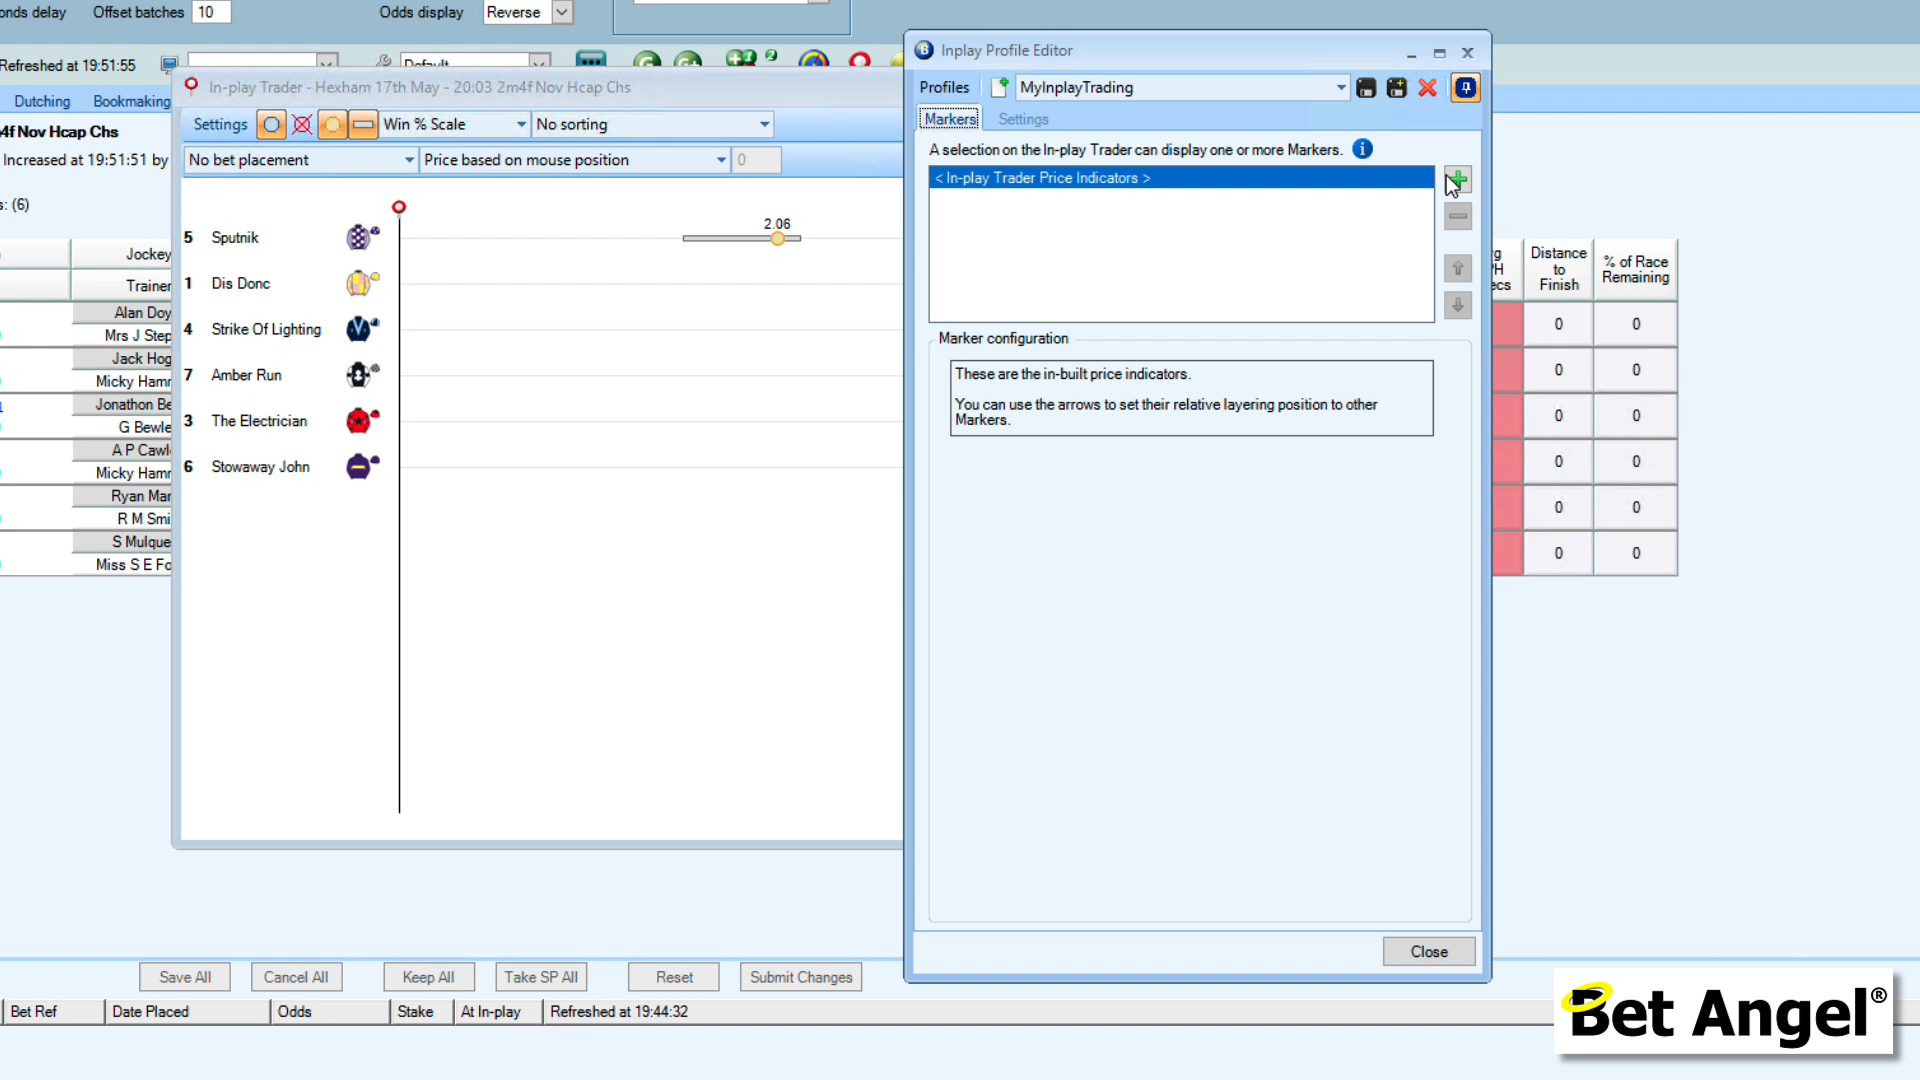 onds delay
Offset batches
10
Odds display
Reverse
Refreshed at 19:51:55
Default
Dutching
Bookmaking
4f Nov Hcap Chs
Increased at 19:51:51 by
s: (6)
In-play Trader - Hexham 17th May - 20:03 2m4f Nov Hcap Chs
Settings
Win % Scale
No sorting
No bet placement
Price based on mouse position
0
Jockey
Trainer
Alan Doy
Mrs J Step
Jack Hog
Micky Hamr
Jonathon Be
G Bewle
A P Cawl
Micky Hamr
Ryan Mar
R M Smi
S Mulque
Miss S E Fo
2.06
5 Sputnik
1 Dis Donc
4 Strike Of Lighting
7 Amber Run
3 The Electrician
6 Stowaway John
Inplay Profile Editor
Profiles
MyInplayTrading
Markers
Settings
A selection on the In-play Trader can display one or more Markers.
< In-play Trader Price Indicators >
Marker configuration
These are the in-built price indicators.
You can use the arrows to set their relative layering position to other
Markers.
Close
Distance
to
Finish
% of Race
Remaining
0 0
0 0
0 0
0 0
0 0
0 0
Save All
Cancel All
Keep All
Take SP All
Reset
Submit Changes
Bet Ref
Date Placed
Odds
Stake
At In-play
Refreshed at 19:44:32
Bet Angel®